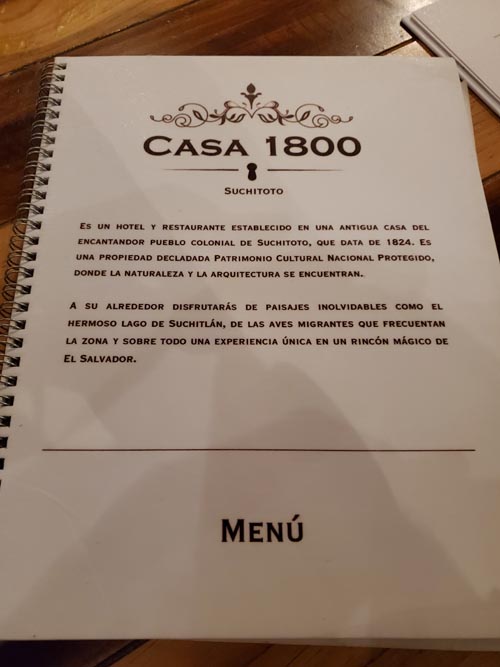 CASA 1800
SUCHITOTO
ES UN HOTEL Y RESTAURANTE ESTABLECIDO EN UNA ANTIGUA CASA DEL
ENCANTANDOR PUEBLO COLONIAL DE SUCHITOTO, QUE DATA DE 1824. ES
UNA PROPIEDAD DECLADADA PATRIMONIO CULTURAL NACIONAL PROTEGIDO,
DONDE LA NATURALEZA Y LA ARQUITECTURA SE ENCUENTRAN.
A SU ALREDEDOR DISFRUTARÁS DE PAISAJES INOLVIDABLES COMO EL
HERMOSO LAGO DE SUCHITLÁN, DE LAS AVES MIGRANTES QUE FRECUENTAN
LA ZONA Y SOBRE TODO UNA EXPERIENCIA ÚNICA EN UN RINCÓN MÁGICO DE
EL SALVADOR.
MENÚ